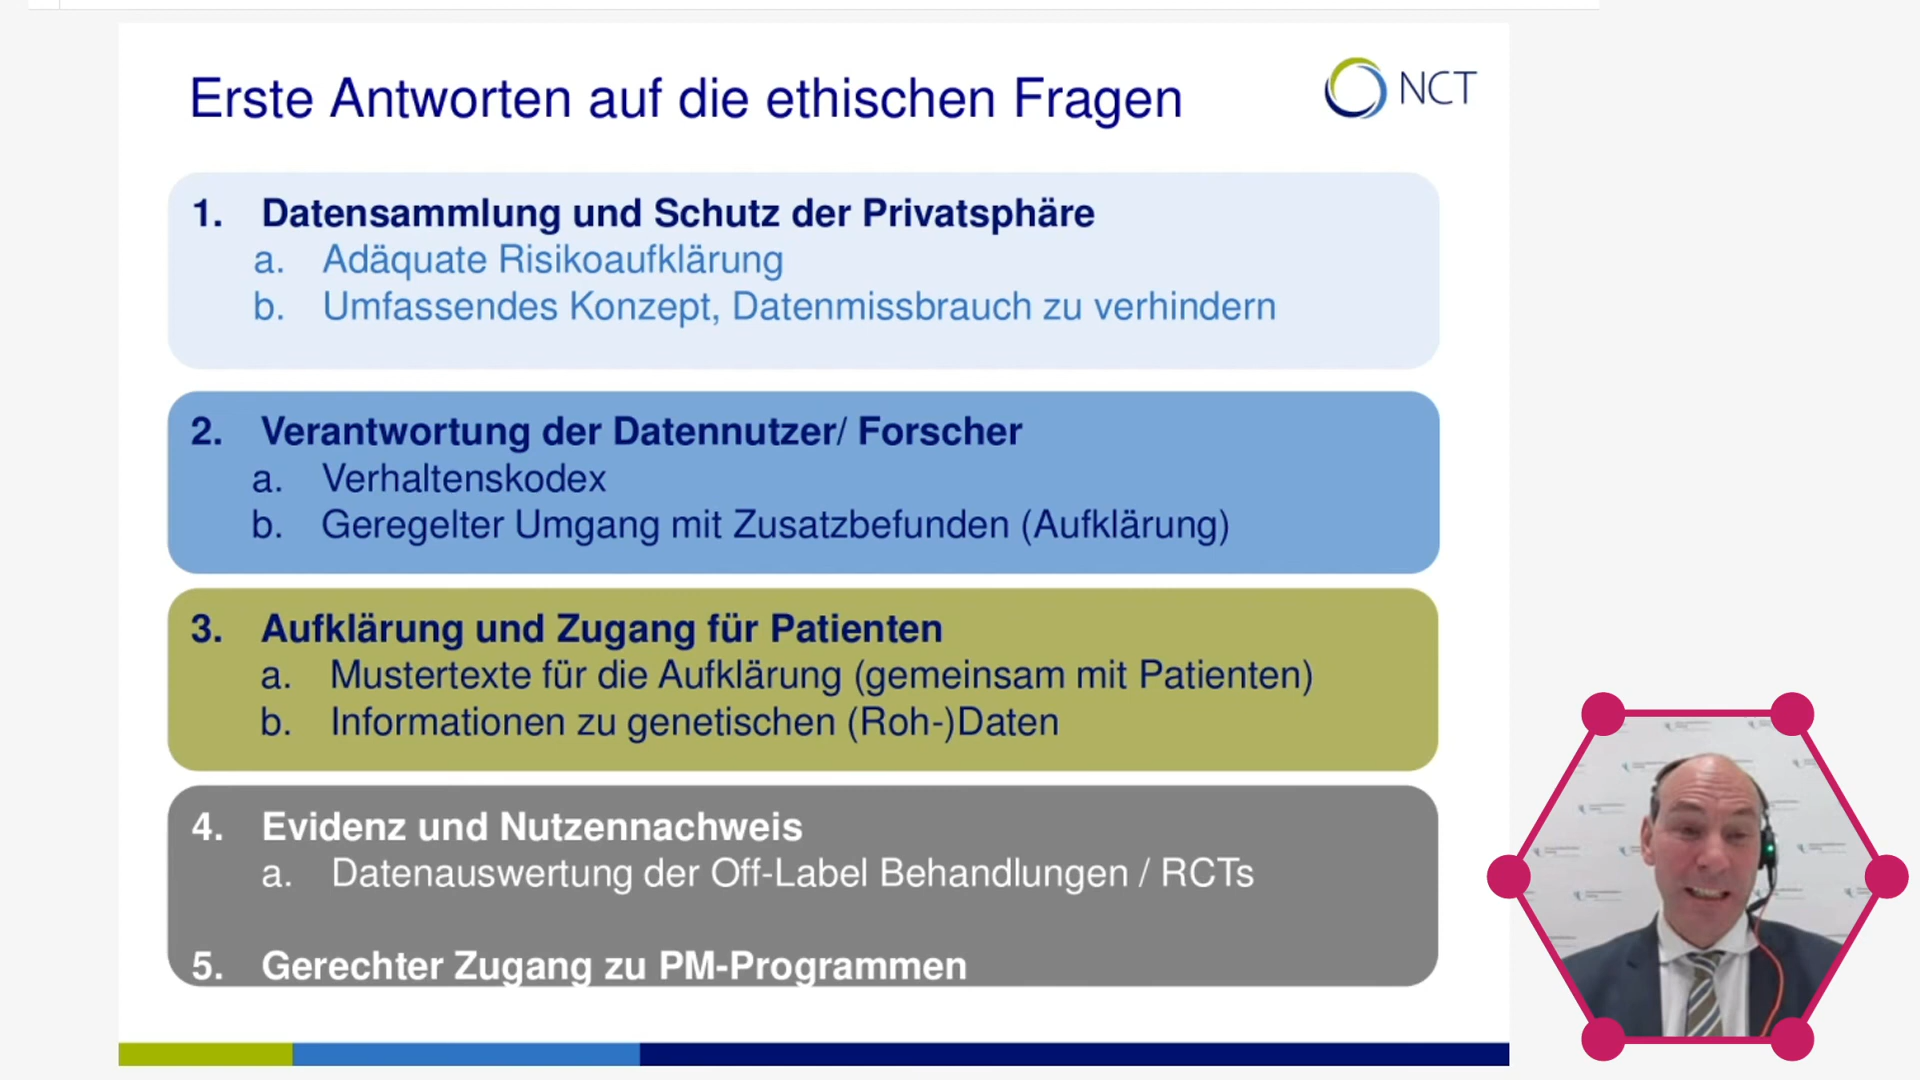 Erste Antworten auf die ethischen Fragen
NCT
1. Datensammlung und Schutz der Privatsphäre
a. Adäquate Risikoaufklärung
b. Umfassendes Konzept, Datenmissbrauch zu verhindern
2. Verantwortung der Datennutzer/ Forscher
a. Verhaltenskodex
b. Geregelter Umgang mit Zusatzbefunden (Aufklärung)
3. Aufklärung und Zugang für Patienten
a. Mustertexte für die Aufklärung (gemeinsam mit Patienten)
b. Informationen zu genetischen (Roh-)Daten
4. Evidenz und Nutzennachweis
a. Datenauswertung der Off-Label Behandlungen / RCTs
5. Gerechter Zugang zu PM-Programmen